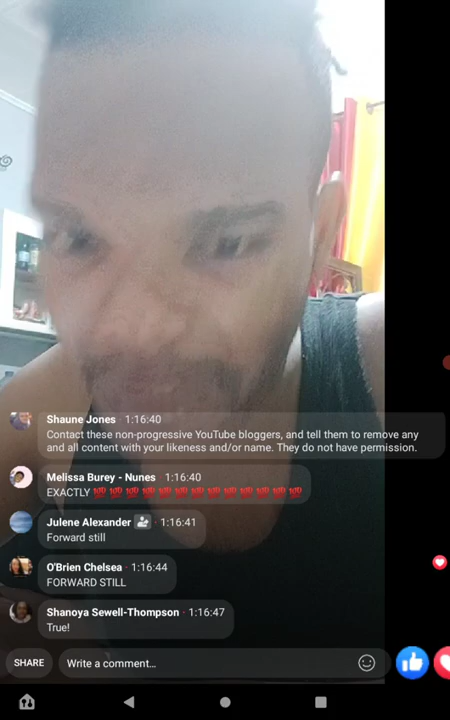 Shaune Jones · 1:16:40
Contact these non-progressive YouTube bloggers, and tell them to remove any
and all content with your likeness and/or name. They do not have permission.
Melissa Burey - Nunes · 1:16:40
EXACTLY 💯💯💯💯💯💯💯💯💯💯💯💯💯
Julene Alexander · 1:16:41
Forward still
O'Brien Chelsea · 1:16:44
FORWARD STILL
Shanoya Sewell-Thompson · 1:16:47
True!
SHARE
Write a comment...